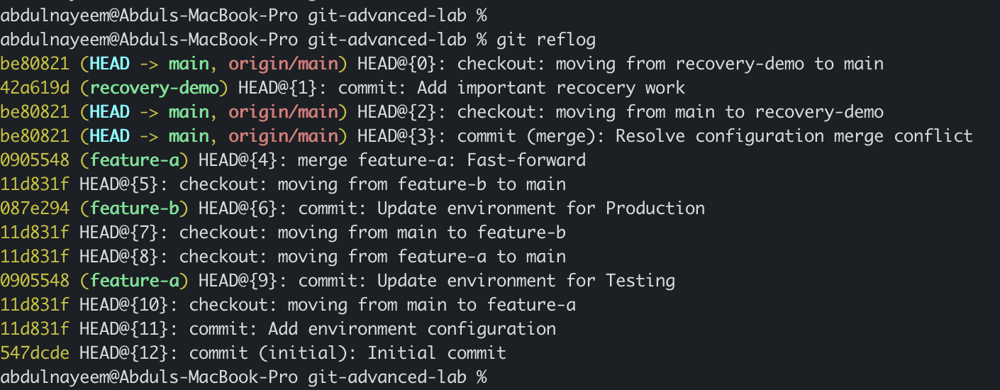 abdulnayeem@Abduls-MacBook-Pro git-advanced-lab %
abdulnayeem@Abduls-MacBook-Pro git-advanced-lab % git reflog
be80821 (HEAD -> main, origin/main) HEAD@{0}: checkout: moving from recovery-demo to main
42a619d (recovery-demo) HEAD@{1}: commit: Add important recocery work
be80821 (HEAD -> main, origin/main) HEAD@{2}: checkout: moving from main to recovery-demo
be80821 (HEAD -> main, origin/main) HEAD@{3}: commit (merge): Resolve configuration merge conflict
0905548 (feature-a) HEAD@{4}: merge feature-a: Fast-forward
11d831f HEAD@{5}: checkout: moving from feature-b to main
087e294 (feature-b) HEAD@{6}: commit: Update environment for Production
11d831f HEAD@{7}: checkout: moving from main to feature-b
11d831f HEAD@{8}: checkout: moving from feature-a to main
0905548 (feature-a) HEAD@{9}: commit: Update environment for Testing
11d831f HEAD@{10}: checkout: moving from main to feature-a
11d831f HEAD@{11}: commit: Add environment configuration
547dcde HEAD@{12}: commit (initial): Initial commit
abdulnayeem@Abduls-MacBook-Pro git-advanced-lab %